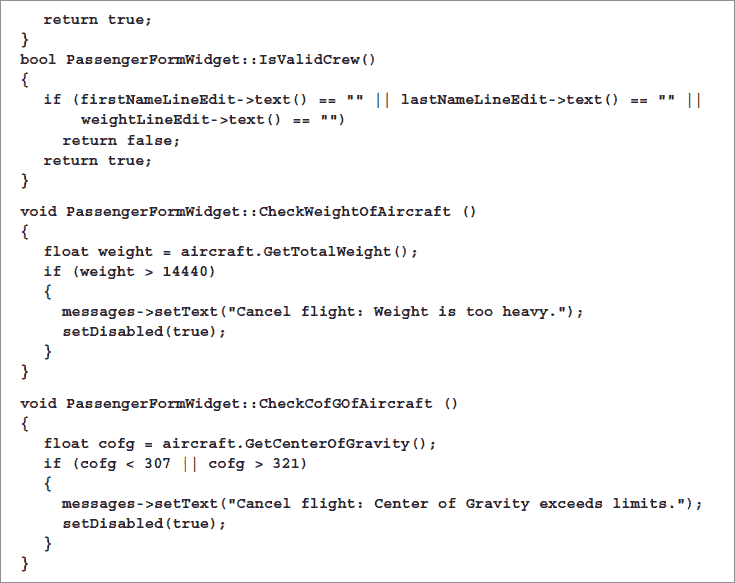 return true;
}
bool PassengerFormWidget::IsValidCrew()
{
if (firstNameLineEdit->text() == "" || lastNameLineEdit->text() == "" ||
weightLineEdit->text() == "")
return false;
return true;
}
void PassengerFormWidget::CheckWeightOfAircraft ()
{
float weight = aircraft.GetTotalWeight();
if (weight > 14440)
{
messages->setText("Cancel flight: Weight is too heavy.");
setDisabled(true);
}
}
void PassengerFormWidget::CheckCofGOfAircraft ()
{
float cofg = aircraft.GetCenterOfGravity();
if (cofg < 307 || cofg > 321)
{
messages->setText("Cancel flight: Center of Gravity exceeds limits.");
setDisabled(true);
}
}